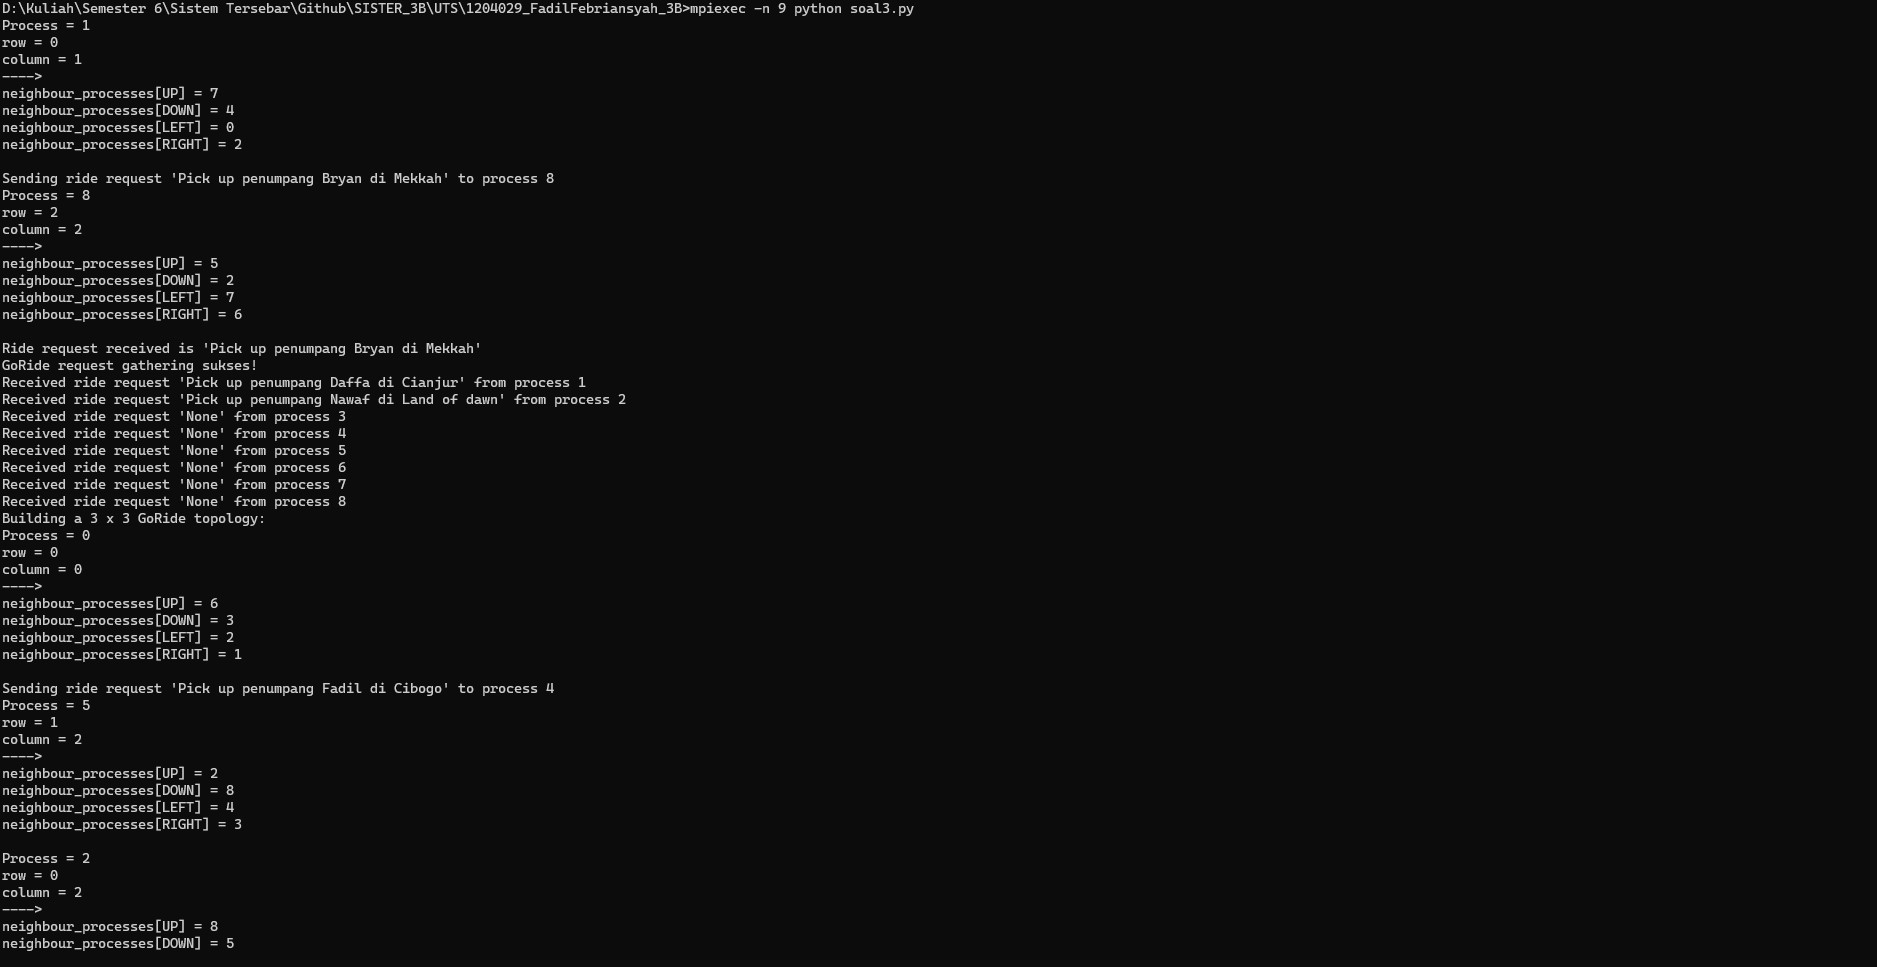 D:\Kuliah\Semester 6\Sistem Tersebar\Github\SISTER_3B\UTS\1204029_FadilFebriansyah_3B>mpiexec -n 9 python soal3.py
Process = 1
row = 0
column = 1
---->
neighbour_processes[UP] = 7
neighbour_processes[DOWN] = 4
neighbour_processes[LEFT] = 0
neighbour_processes[RIGHT] = 2
Sending ride request 'Pick up penumpang Bryan di Mekkah' to process 8
Process = 8
row = 2
column = 2
---->
neighbour_processes[UP] = 5
neighbour_processes[DOWN] = 2
neighbour_processes[LEFT] = 7
neighbour_processes[RIGHT] = 6
Ride request received is 'Pick up penumpang Bryan di Mekkah'
GoRide request gathering sukses!
Received ride request 'Pick up penumpang Daffa di Cianjur' from process 1
Received ride request 'Pick up penumpang Nawaf di Land of dawn' from process 2
Received ride request 'None' from process 3
Received ride request 'None' from process 4
Received ride request 'None' from process 5
Received ride request 'None' from process 6
Received ride request 'None' from process 7
Received ride request 'None' from process 8
Building a 3 x 3 GoRide topology:
Process = 0
row = 0
column = 0
---->
neighbour_processes[UP] = 6
neighbour_processes[DOWN] = 3
neighbour_processes[LEFT] = 2
neighbour_processes[RIGHT] = 1
Sending ride request 'Pick up penumpang Fadil di Cibogo' to process 4
Process = 5
row = 1
column = 2
---->
neighbour_processes[UP] = 2
neighbour_processes[DOWN] = 8
neighbour_processes[LEFT] = 4
neighbour_processes[RIGHT] = 3
Process = 2
row = 0
column = 2
---->
neighbour_processes[UP] = 8
neighbour_processes[DOWN] = 5